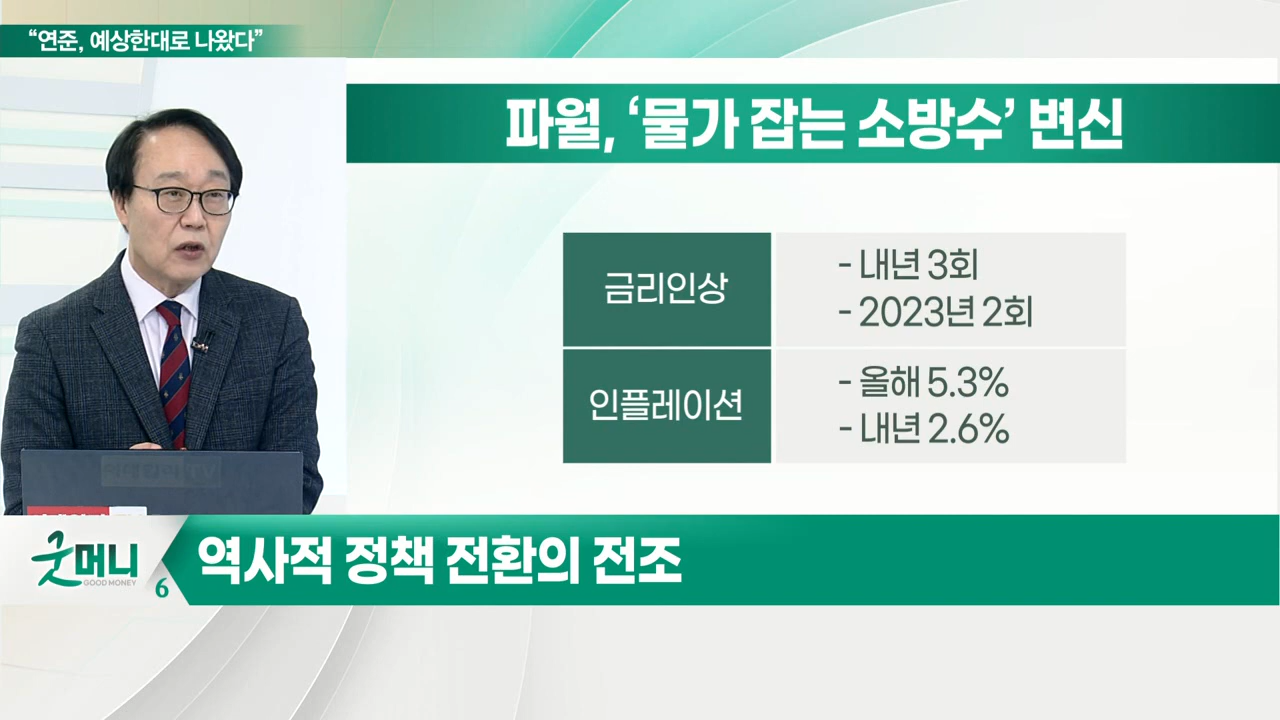 “연준, 예상한대로 나왔다”
파월, ‘물가 잡는 소방수’ 변신
금리인상
- 내년 3회
- 2023년 2회
인플레이션
- 올해 5.3%
- 내년 2.6%
굿머니
GOOD MONEY
6
역사적 정책 전환의 전조